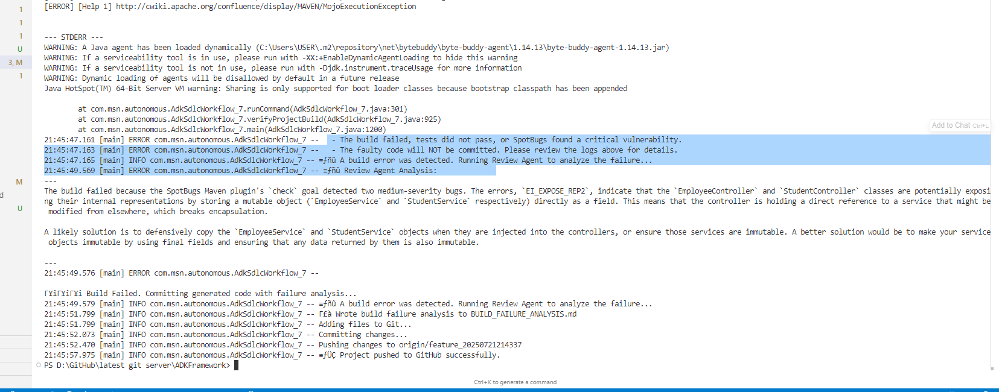 [ERROR] [Help 1] http://cwiki.apache.org/confluence/display/MAVEN/MojoExecutionException
1
1
1
U
3, M
1
M
d
U
--- STDERR ---
WARNING: A Java agent has been loaded dynamically (C:\Users\USER\.m2\repository\net\bytebuddy\byte-buddy-agent\1.14.13\byte-buddy-agent-1.14.13.jar)
WARNING: If a serviceability tool is in use, please run with -XX:+EnableDynamicAgentLoading to hide this warning
WARNING: If a serviceability tool is not in use, please run with -Djdk.instrument.traceUsage for more information
WARNING: Dynamic loading of agents will be disallowed by default in a future release
Java HotSpot(TM) 64-Bit Server VM warning: Sharing is only supported for boot loader classes because bootstrap classpath has been appended
at com.msn.autonomous.AdkSdlcWorkflow_7.runCommand(AdkSdlcWorkflow_7.java:301)
at com.msn.autonomous.AdkSdlcWorkflow_7.verifyProjectBuild(AdkSdlcWorkflow_7.java:925)
at com.msn.autonomous.AdkSdlcWorkflow_7.main(AdkSdlcWorkflow_7.java:1200)
Add to Chat Ctrl+L
21:45:47.161 [main] ERROR com.msn.autonomous.AdkSdlcWorkflow_7 --   - The build failed, tests did not pass, or SpotBugs found a critical vulnerability.
21:45:47.163 [main] ERROR com.msn.autonomous.AdkSdlcWorkflow_7 --   - The faulty code will NOT be committed. Please review the logs above for details.
21:45:47.165 [main] INFO com.msn.autonomous.AdkSdlcWorkflow_7 -- ≡ƒñû A build error was detected. Running Review Agent to analyze the failure...
21:45:49.569 [main] ERROR com.msn.autonomous.AdkSdlcWorkflow_7 -- ≡ƒñû Review Agent Analysis:
---
The build failed because the SpotBugs Maven plugin's `check` goal detected two medium-severity bugs. The errors, `EI_EXPOSE_REP2`, indicate that the `EmployeeController` and `StudentController` classes are potentially exposi
ng their internal representations by storing a mutable object (`EmployeeService` and `StudentService` respectively) directly as a field. This means that the controller is holding a direct reference to a service that might be
modified from elsewhere, which breaks encapsulation.
A likely solution is to defensively copy the `EmployeeService` and `StudentService` objects when they are injected into the controllers, or ensure those services are immutable. A better solution would be to make your service
objects immutable by using final fields and ensuring that any data returned by them is also immutable.
---
21:45:49.576 [main] ERROR com.msn.autonomous.AdkSdlcWorkflow_7 --
Γ¥îΓ¥îΓ¥î Build Failed. Committing generated code with failure analysis...
21:45:49.579 [main] INFO com.msn.autonomous.AdkSdlcWorkflow_7 -- ≡ƒñû A build error was detected. Running Review Agent to analyze the failure...
21:45:51.799 [main] INFO com.msn.autonomous.AdkSdlcWorkflow_7 -- Γ£à Wrote build failure analysis to BUILD_FAILURE_ANALYSIS.md
21:45:51.799 [main] INFO com.msn.autonomous.AdkSdlcWorkflow_7 -- Adding files to Git...
21:45:52.073 [main] INFO com.msn.autonomous.AdkSdlcWorkflow_7 -- Committing changes...
21:45:52.470 [main] INFO com.msn.autonomous.AdkSdlcWorkflow_7 -- Pushing changes to origin/feature_20250721214337
21:45:57.975 [main] INFO com.msn.autonomous.AdkSdlcWorkflow_7 -- ≡ƒÜÇ Project pushed to GitHub successfully.
PS D:\GitHub\latest git server\ADKFramework>
Ctrl+K to generate a command